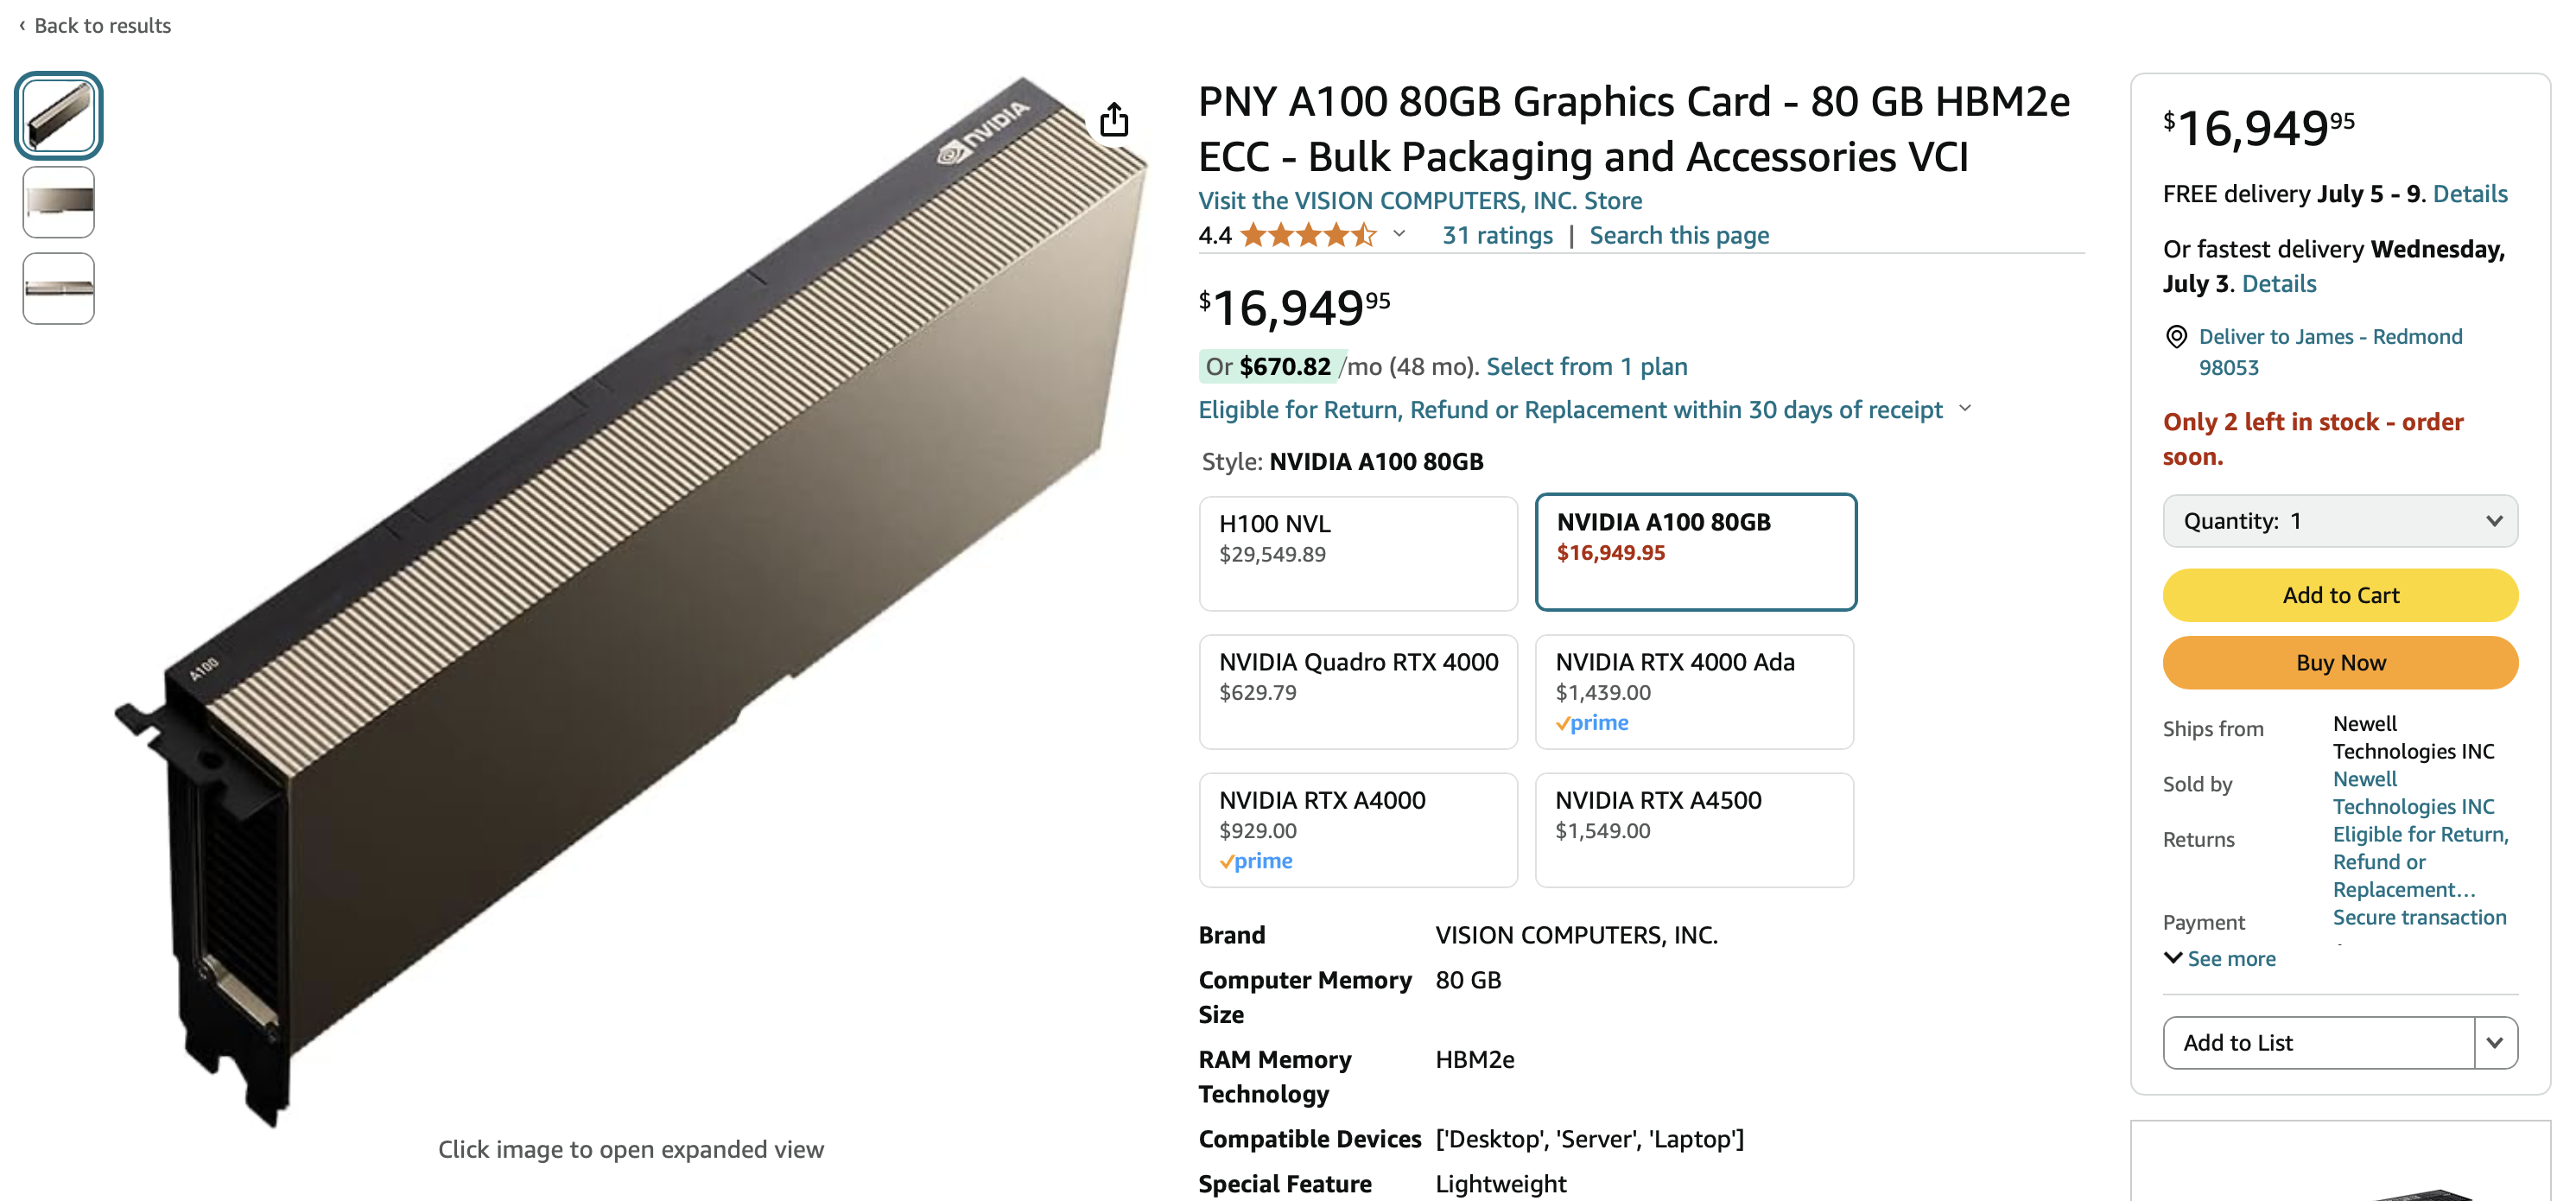 ‹ Back to results
NVIDIA
A100
Click image to open expanded view
PNY A100 80GB Graphics Card - 80 GB HBM2e
ECC - Bulk Packaging and Accessories VCI
Visit the VISION COMPUTERS, INC. Store
4.4 31 ratings | Search this page
$16,94995
Or $670.82 /mo (48 mo). Select from 1 plan
Eligible for Return, Refund or Replacement within 30 days of receipt
Style: NVIDIA A100 80GB
H100 NVL
$29,549.89
NVIDIA A100 80GB
$16,949.95
NVIDIA Quadro RTX 4000
$629.79
NVIDIA RTX 4000 Ada
$1,439.00
prime
NVIDIA RTX A4000
$929.00
prime
NVIDIA RTX A4500
$1,549.00
Brand VISION COMPUTERS, INC.
Computer Memory 80 GB
Size
RAM Memory HBM2e
Technology
Compatible Devices ['Desktop', 'Server', 'Laptop']
Special Feature Lightweight
$16,94995
FREE delivery July 5 - 9. Details
Or fastest delivery Wednesday,
July 3. Details
Deliver to James - Redmond
98053
Only 2 left in stock - order
soon.
Quantity: 1
Add to Cart
Buy Now
Ships from Newell
Technologies INC
Sold by Newell
Technologies INC
Returns Eligible for Return,
Refund or
Replacement…
Payment Secure transaction
See more
Add to List